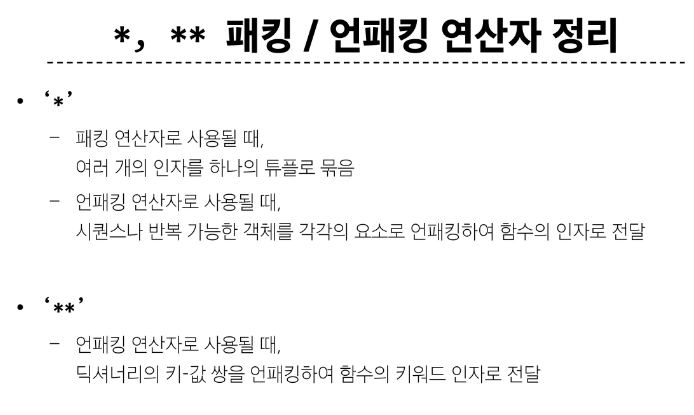 *, ** 패킹 / 언패킹 연산자 정리
• ‘*’
– 패킹 연산자로 사용될 때,
여러 개의 인자를 하나의 튜플로 묶음
– 언패킹 연산자로 사용될 때,
시퀀스나 반복 가능한 객체를 각각의 요소로 언패킹하여 함수의 인자로 전달
• ‘**’
– 언패킹 연산자로 사용될 때,
딕셔너리의 키-값 쌍을 언패킹하여 함수의 키워드 인자로 전달